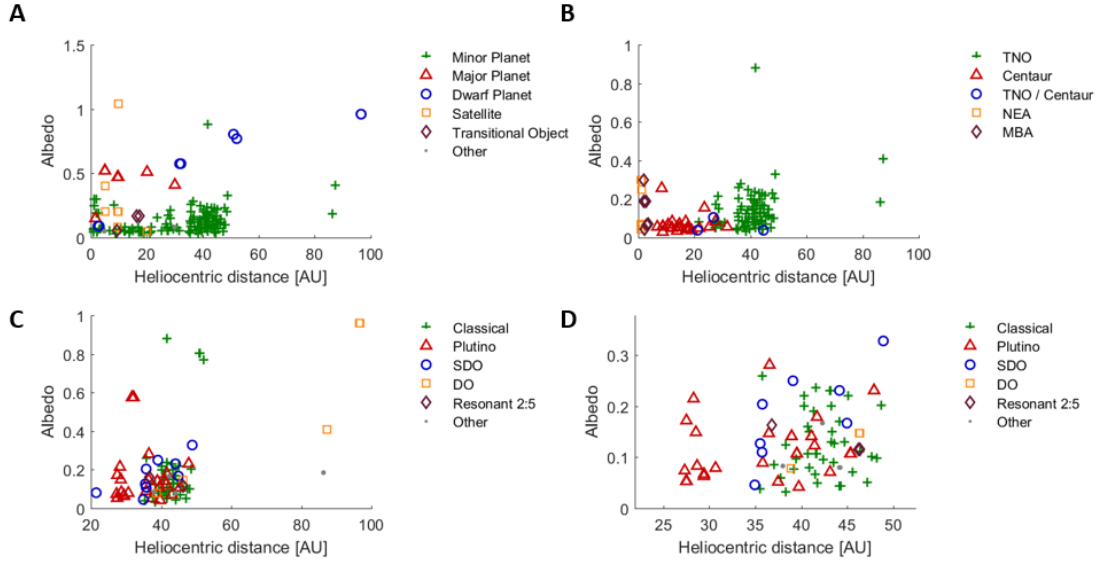 A
Albedo
1.5
1
0.5
0
0 20 40 60 80 100
Heliocentric distance [AU]
Minor Planet
Major Planet
Dwarf Planet
Satellite
Transitional Object
Other
B
Albedo
1
0.8
0.6
0.4
0.2
0
0 20 40 60 80 100
Heliocentric distance [AU]
TNO
Centaur
TNO / Centaur
NEA
MBA
C
Albedo
1
0.8
0.6
0.4
0.2
0
20 40 60 80 100
Heliocentric distance [AU]
Classical
Plutino
SDO
DO
Resonant 2:5
Other
D
Albedo
0.3
0.2
0.1
0
25 30 35 40 45 50
Heliocentric distance [AU]
Classical
Plutino
SDO
DO
Resonant 2:5
Other